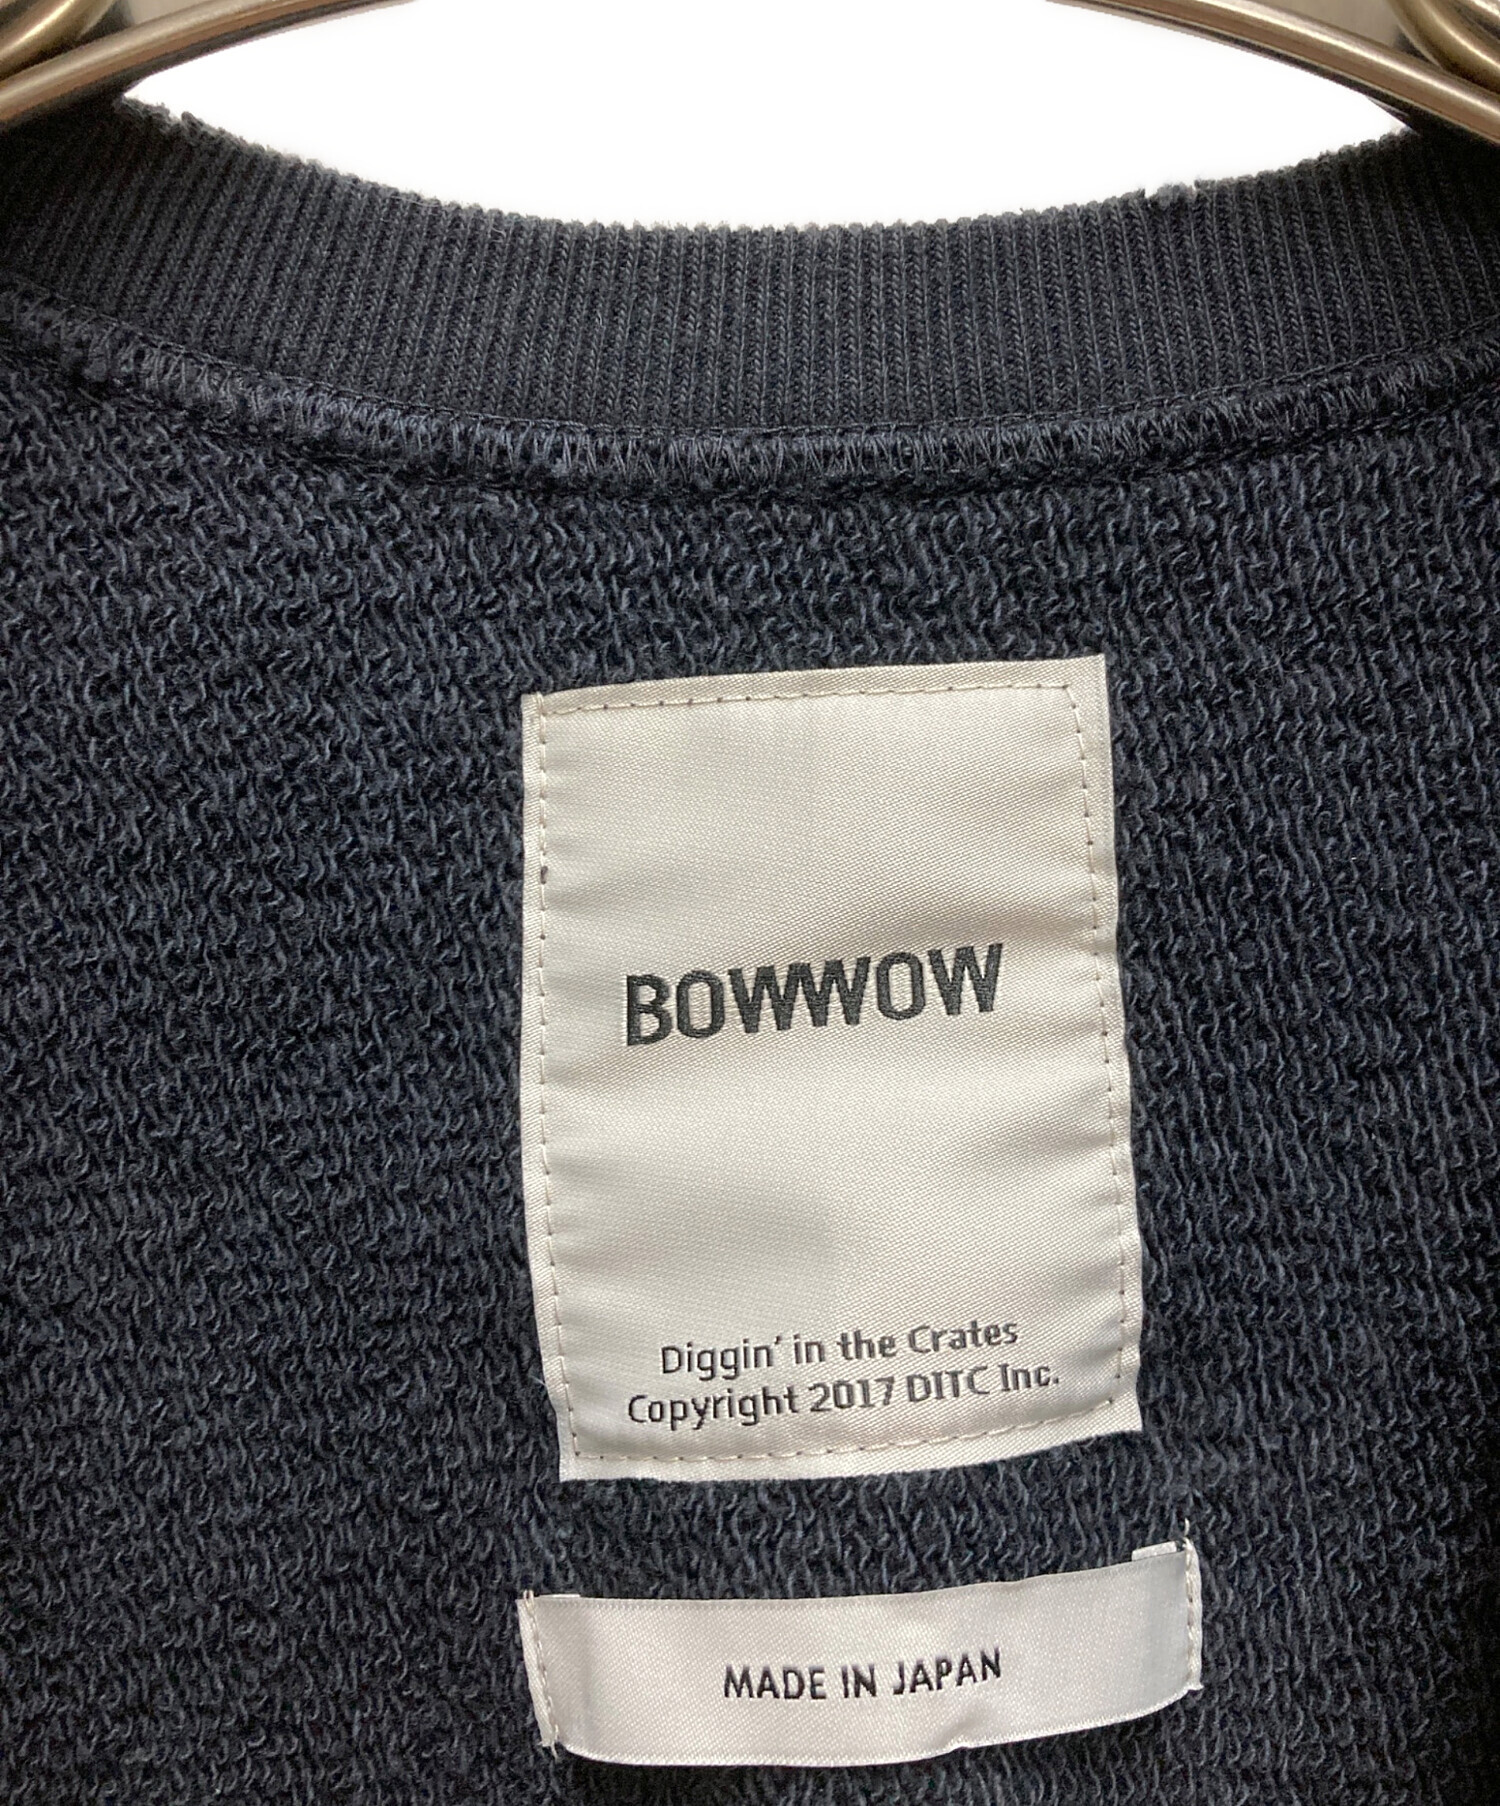 BOWWOW
Diggin' in the Crates
Copyright 2017 DITC Inc.
MADE IN JAPAN